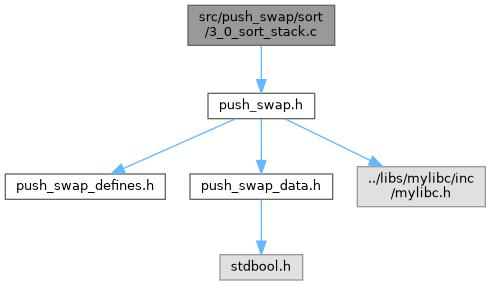 src/push_swap/sort
/3_0_sort_stack.c
push_swap.h
push_swap_defines.h
push_swap_data.h
../libs/mylibc/inc
/mylibc.h
stdbool.h